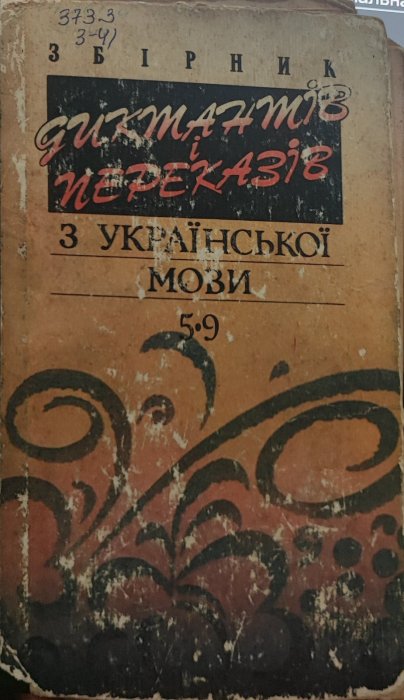 373.3
З-41
ЗБІРНИК
ДИКТАНТІВ
і
ПЕРЕКАЗІВ
З УКРАЇНСЬКОЇ
МОВИ
5•9